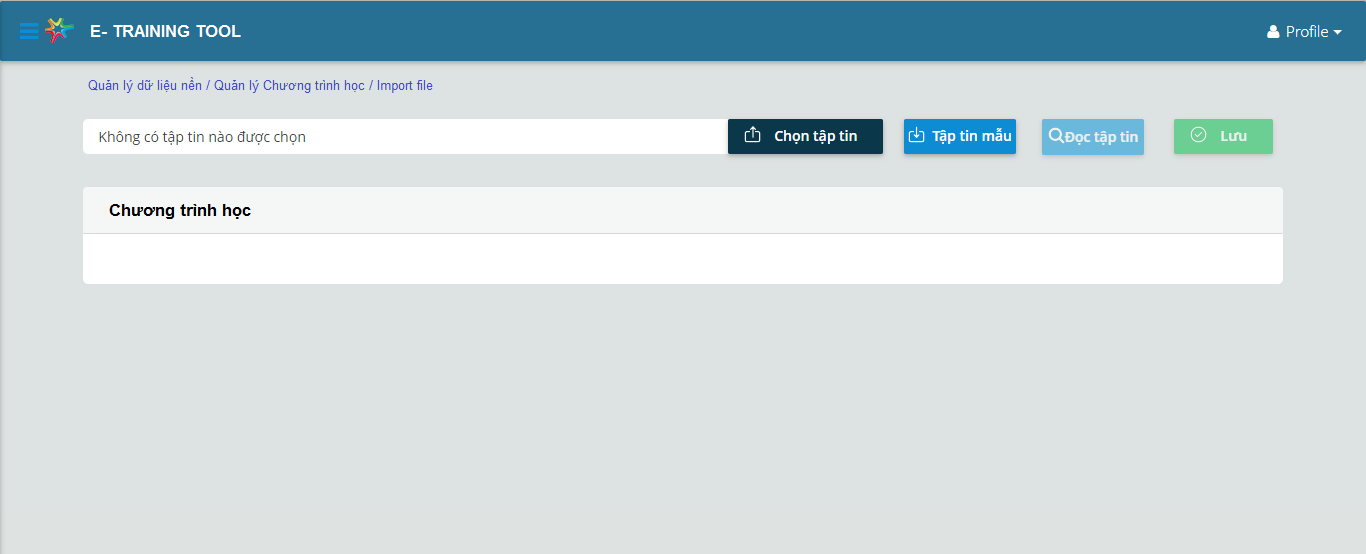 E- TRAINING TOOL
Profile
Quản lý dữ liệu nền / Quản lý Chương trình học / Import file
Không có tập tin nào được chọn
Chọn tập tin
Tập tin mẫu
Đọc tập tin
Lưu
Chương trình học